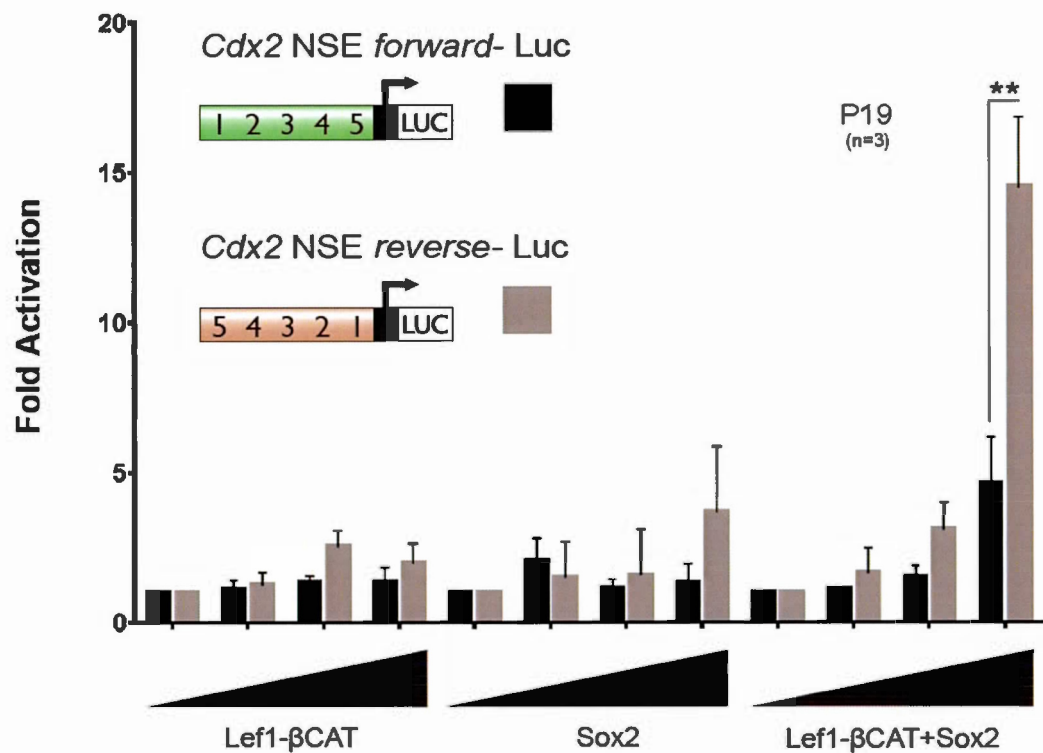 20
Cdx2 NSE forward- Luc
1 2 3 4 5 LUC
P19
(n=3)
**
15
Cdx2 NSE reverse- Luc
5 4 3 2 1 LUC
10
Fold Activation
5
0
Lef1-βCAT
Sox2
Lef1-βCAT+Sox2